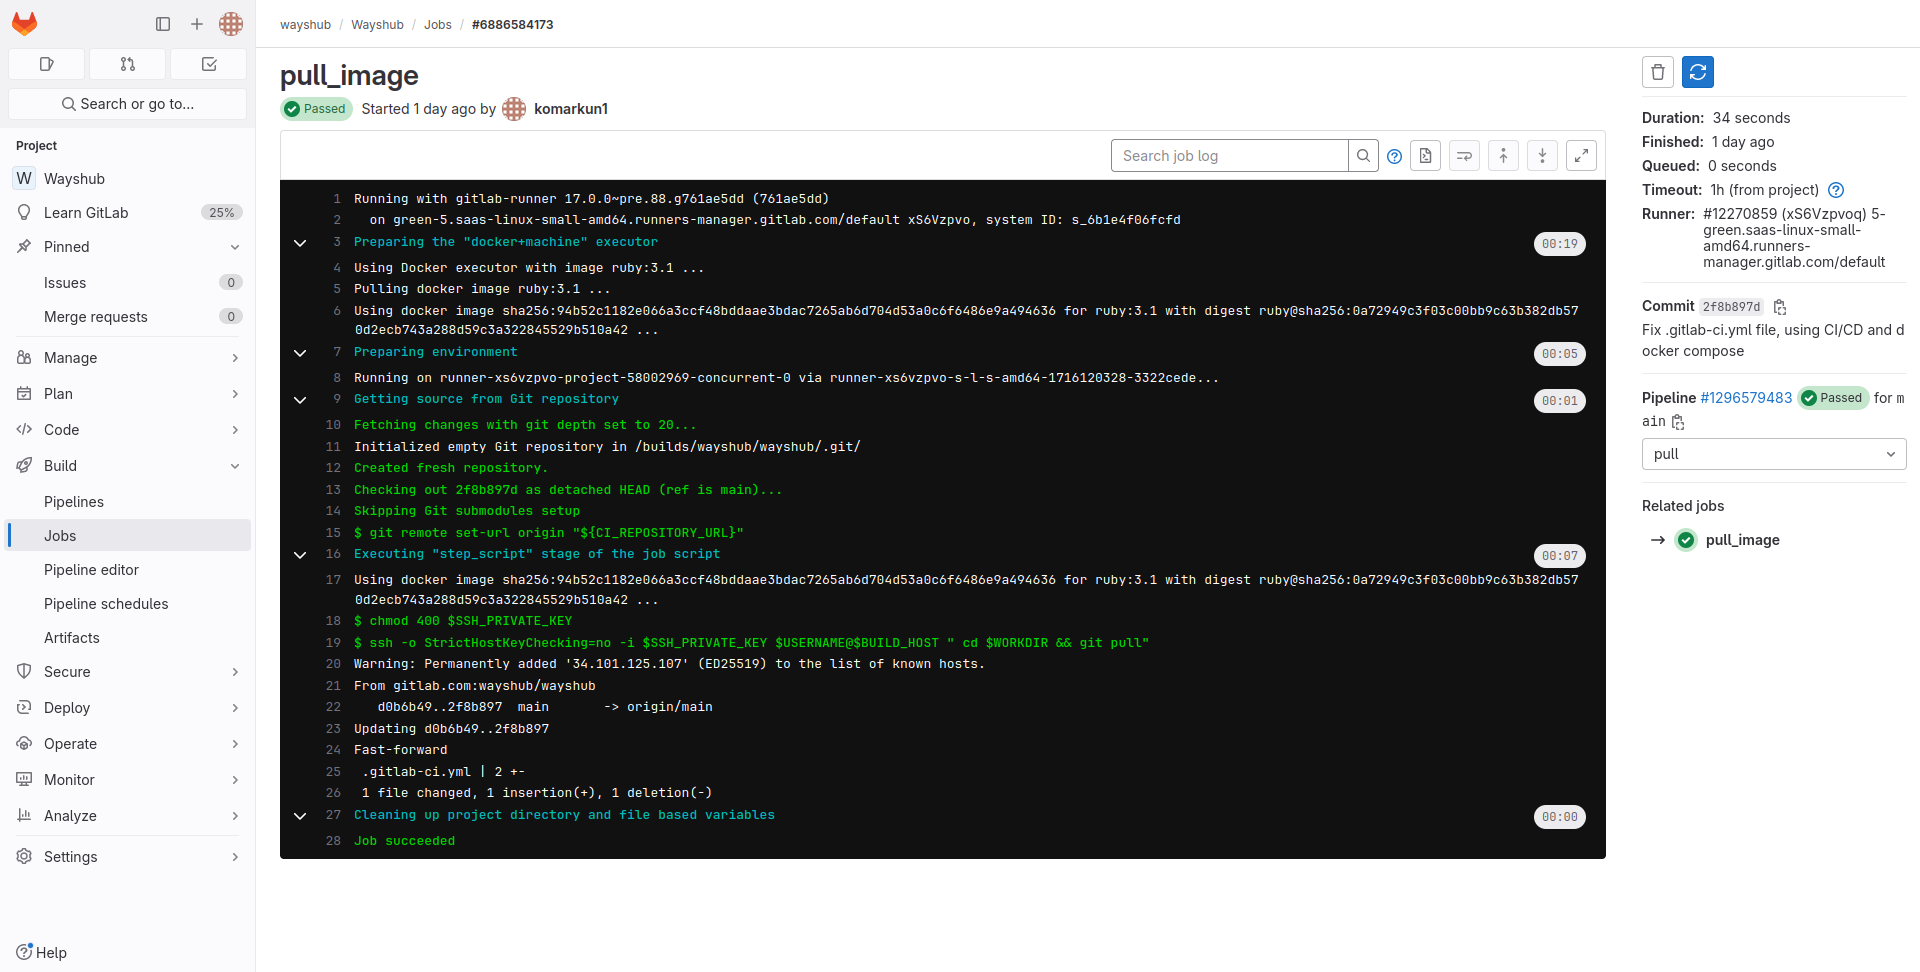 wayshub / Wayshub / Jobs / #6886584173
Search or go to...
Project
W Wayshub
Learn GitLab 25%
Pinned
Issues 0
Merge requests 0
Manage
Plan
Code
Build
Pipelines
Jobs
Pipeline editor
Pipeline schedules
Artifacts
Secure
Deploy
Operate
Monitor
Analyze
Settings
Help
pull_image
Passed Started 1 day ago by komarkun1
Search job log
1 Running with gitlab-runner 17.0.0~pre.88.g761ae5dd (761ae5dd)
2 on green-5.saas-linux-small-amd64.runners-manager.gitlab.com/default xS6Vzpvo, system ID: s_6b1e4f06fcfd
3 Preparing the "docker+machine" executor 00:19
4 Using Docker executor with image ruby:3.1 ...
5 Pulling docker image ruby:3.1 ...
6 Using docker image sha256:94b52c1182e066a3ccf48bddaae3bdac7265ab6d704d53a0c6f6486e9a494636 for ruby:3.1 with digest ruby@sha256:0a72949c3f03c00bb9c63b382db57
0d2ecb743a288d59c3a322845529b510a42 ...
7 Preparing environment 00:05
8 Running on runner-xs6vzpvo-project-58002969-concurrent-0 via runner-xs6vzpvo-s-l-s-amd64-1716120328-3322cede...
9 Getting source from Git repository 00:01
10 Fetching changes with git depth set to 20...
11 Initialized empty Git repository in /builds/wayshub/wayshub/.git/
12 Created fresh repository.
13 Checking out 2f8b897d as detached HEAD (ref is main)...
14 Skipping Git submodules setup
15 $ git remote set-url origin "${CI_REPOSITORY_URL}"
16 Executing "step_script" stage of the job script 00:07
17 Using docker image sha256:94b52c1182e066a3ccf48bddaae3bdac7265ab6d704d53a0c6f6486e9a494636 for ruby:3.1 with digest ruby@sha256:0a72949c3f03c00bb9c63b382db57
0d2ecb743a288d59c3a322845529b510a42 ...
18 $ chmod 400 $SSH_PRIVATE_KEY
19 $ ssh -o StrictHostKeyChecking=no -i $SSH_PRIVATE_KEY $USERNAME@$BUILD_HOST " cd $WORKDIR && git pull"
20 Warning: Permanently added '34.101.125.107' (ED25519) to the list of known hosts.
21 From gitlab.com:wayshub/wayshub
22 d0b6b49..2f8b897  main       -> origin/main
23 Updating d0b6b49..2f8b897
24 Fast-forward
25 .gitlab-ci.yml | 2 +-
26 1 file changed, 1 insertion(+), 1 deletion(-)
27 Cleaning up project directory and file based variables 00:00
28 Job succeeded
Duration: 34 seconds
Finished: 1 day ago
Queued: 0 seconds
Timeout: 1h (from project)
Runner: #12270859 (xS6Vzpvoq) 5-
green.saas-linux-small-
amd64.runners-
manager.gitlab.com/default
Commit 2f8b897d
Fix .gitlab-ci.yml file, using CI/CD and d
ocker compose
Pipeline #1296579483 Passed for m
ain
pull
Related jobs
pull_image